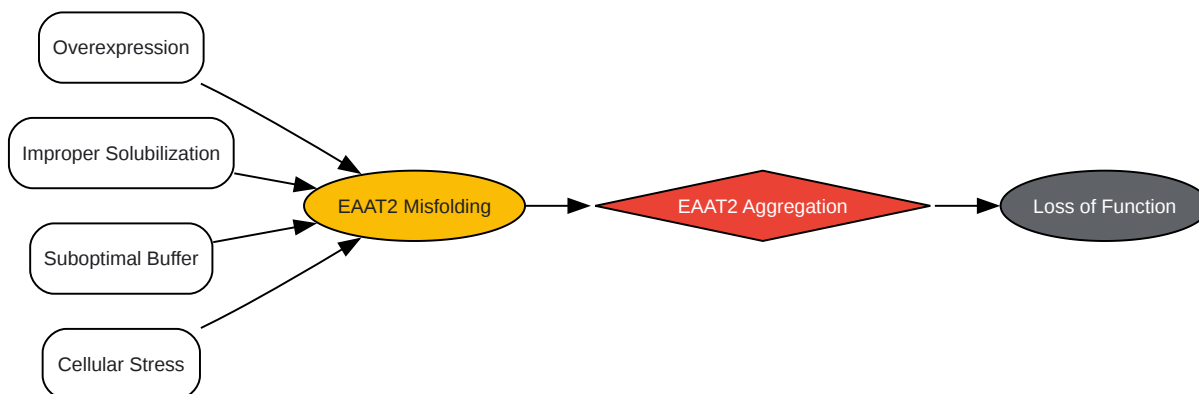 Overexpression
Improper Solubilization
Suboptimal Buffer
Cellular Stress
EAAT2 Misfolding
EAAT2 Aggregation
Loss of Function